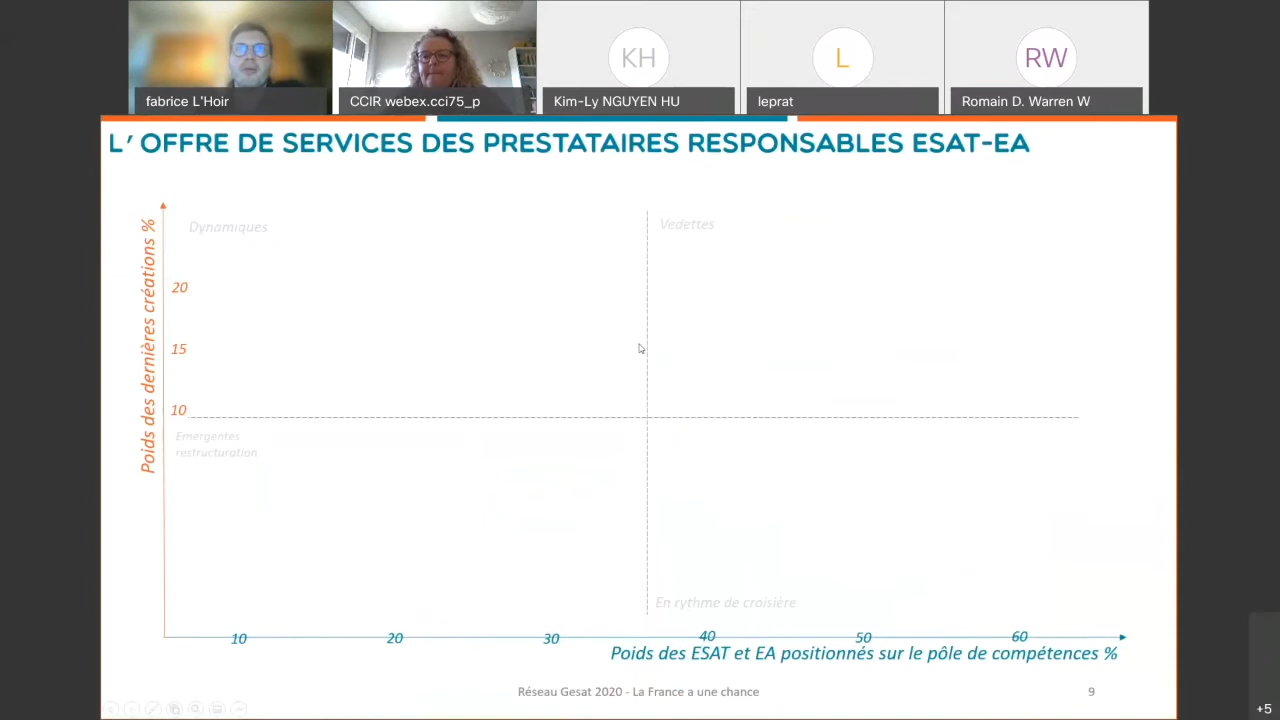 KH
L
RW
fabrice L'Hoir
CCIR webex.cci75_p
Kim-Ly NGUYEN HU
leprat
Romain D. Warren W
L’ OFFRE DE SERVICES DES PRESTATAIRES RESPONSABLES ESAT-EA
Poids des dernières créations %
Dynamiques
Vedettes
20
15
10
Emergentes
restructuration
En rythme de croisière
10
20
30
40
50
60
Poids des ESAT et EA positionnés sur le pôle de compétences %
Réseau Gesat 2020 - La France a une chance
9
+5